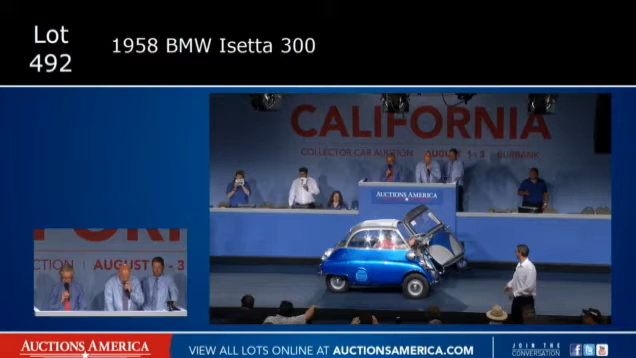 Lot
492
1958 BMW Isetta 300
CALIFORNIA
COLLECTOR CAR AUCTION AUGUST 1-3 BURBANK
AUCTIONS AMERICA
CTION | AUGUST 1-3
AUCTIONS AMERICA
VIEW ALL LOTS ONLINE AT AUCTIONSAMERICA.COM
JOIN THE
CONVERSATION